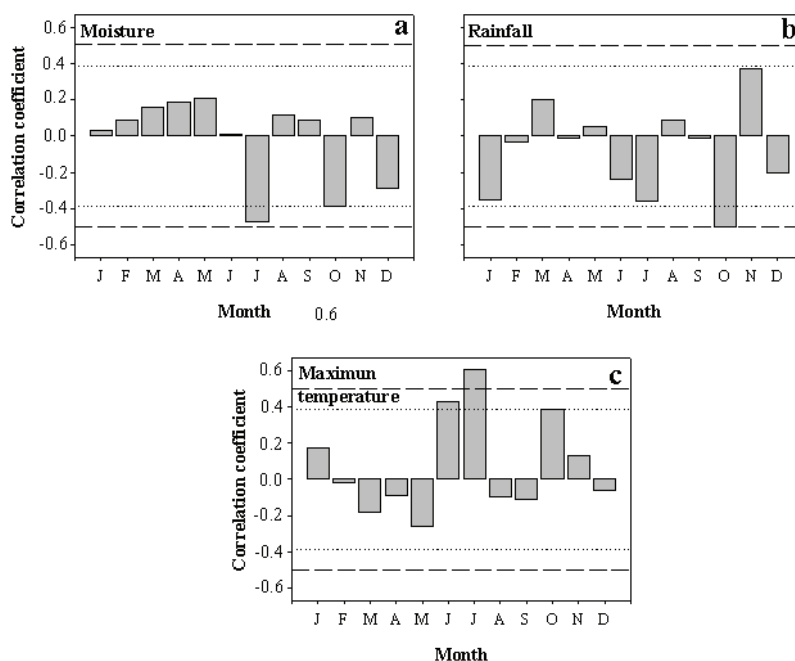 Moisture
a
0.6
0.4
0.2
0.0
-0.2
-0.4
-0.6
Correlation coefficient
J F M A M J J A S O N D
Month
0.6
Rainfall
b
J F M A M J J A S O N D
Month
Maximun
temperature
c
0.6
0.4
0.2
0.0
-0.2
-0.4
-0.6
Correlation coefficient
J F M A M J J A S O N D
Month